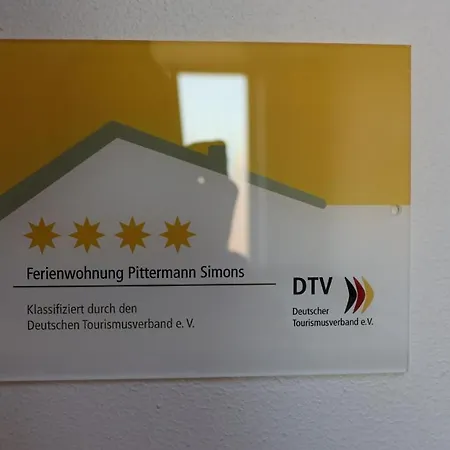 Ferienwohnung Pittermann Simons
Klassifiziert durch den
Deutschen Tourismusverband e. V.
DTV
Deutscher
Tourismusverband e. V.